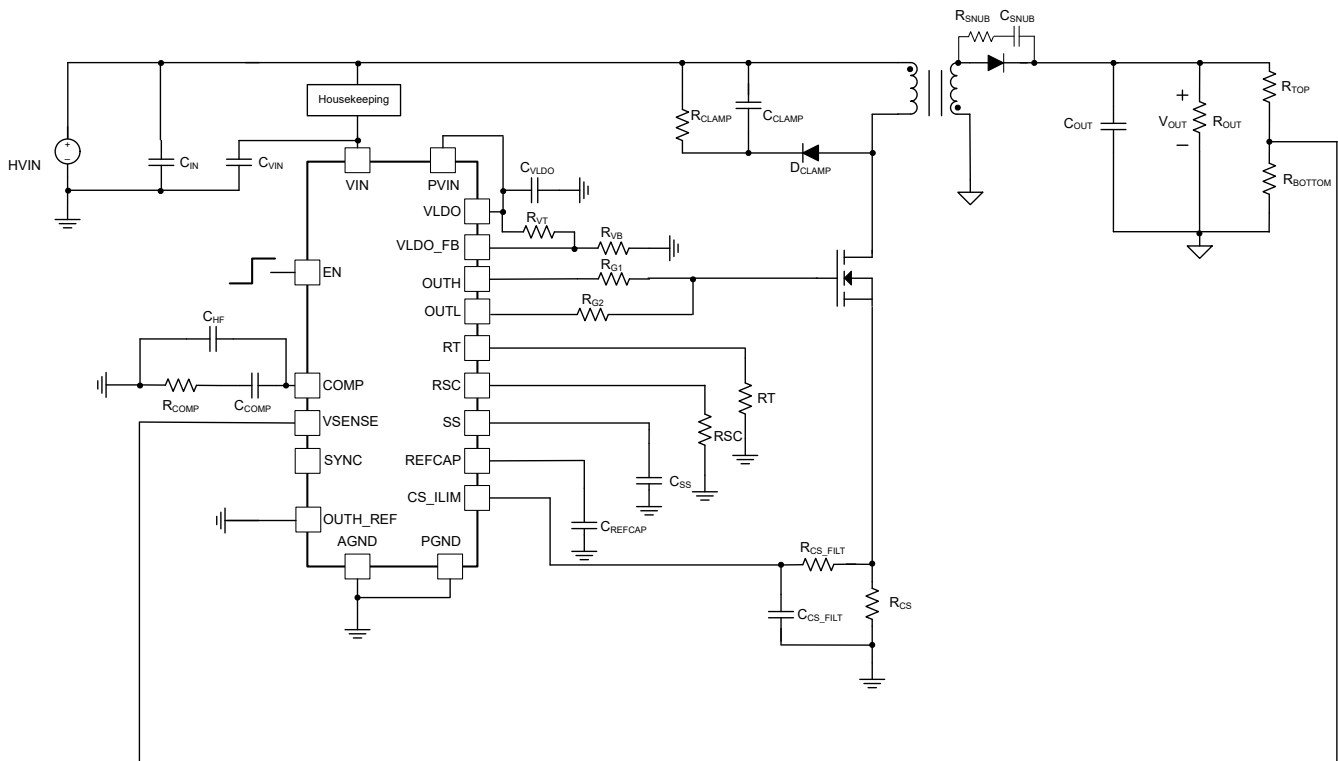 RSNUB
CSNUB
Housekeeping
RCLAMP
CCLAMP
RTOP
COUT
+
VOUT
−
ROUT
HVIN
+
−
CIN
CVIN
DCLAMP
RBOTTOM
VIN
PVIN
CVLDO
VLDO
RVT
VLDO_FB
RVB
EN
OUTH
RG1
OUTL
RG2
CHF
RT
COMP
RSC
RT
RCOMP
CCOMP
VSENSE
SS
RSC
SYNC
REFCAP
CSS
CS_ILIM
OUTH_REF
CREFCAP
AGND
PGND
RCS_FILT
RCS
CCS_FILT